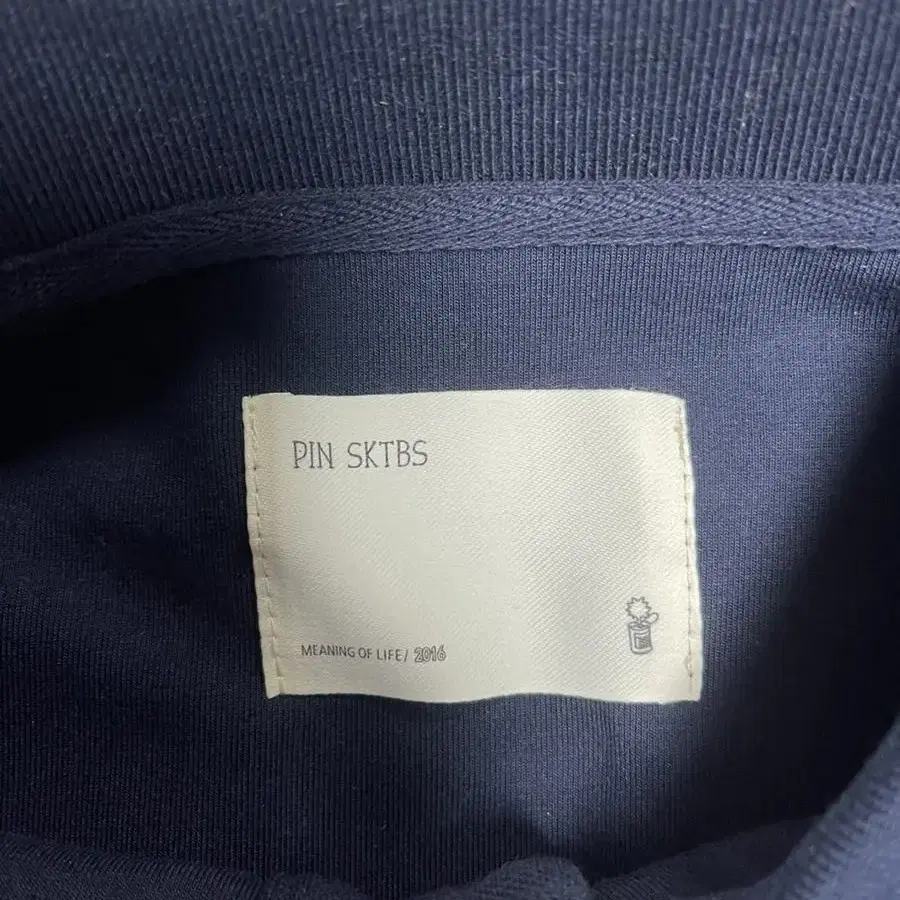 PIN SKTBS
MEANING OF LIFE/ 2016